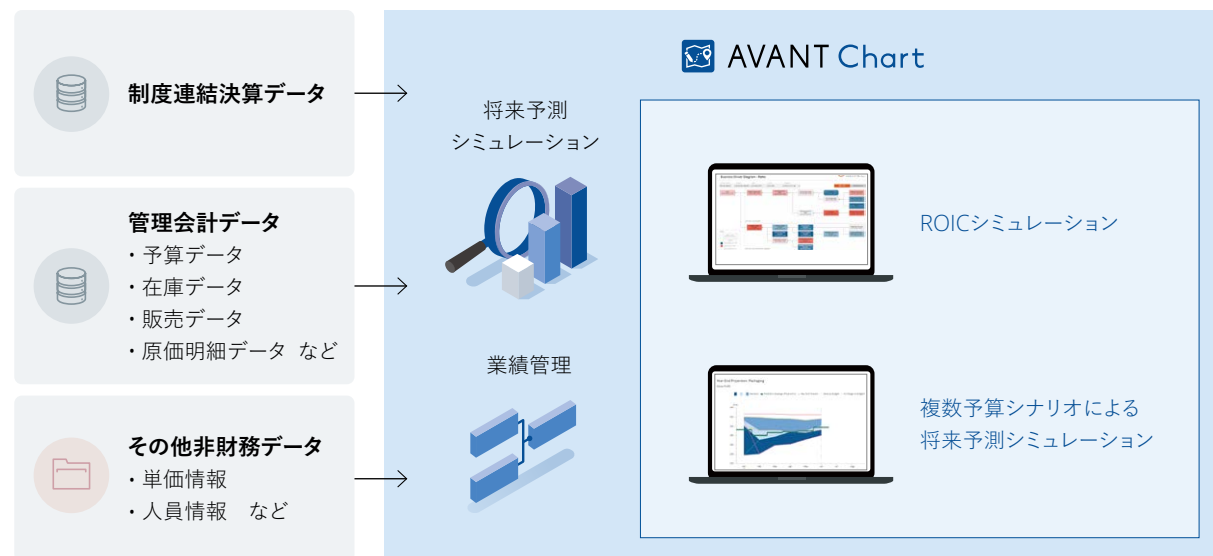 制度連結決算データ
管理会計データ
・予算データ
・在庫データ
・販売データ
・原価明細データ など
その他非財務データ
・単価情報
・人員情報 など
AVANT Chart
将来予測
シミュレーション
業績管理
ROICシミュレーション
複数予算シナリオによる
将来予測シミュレーション